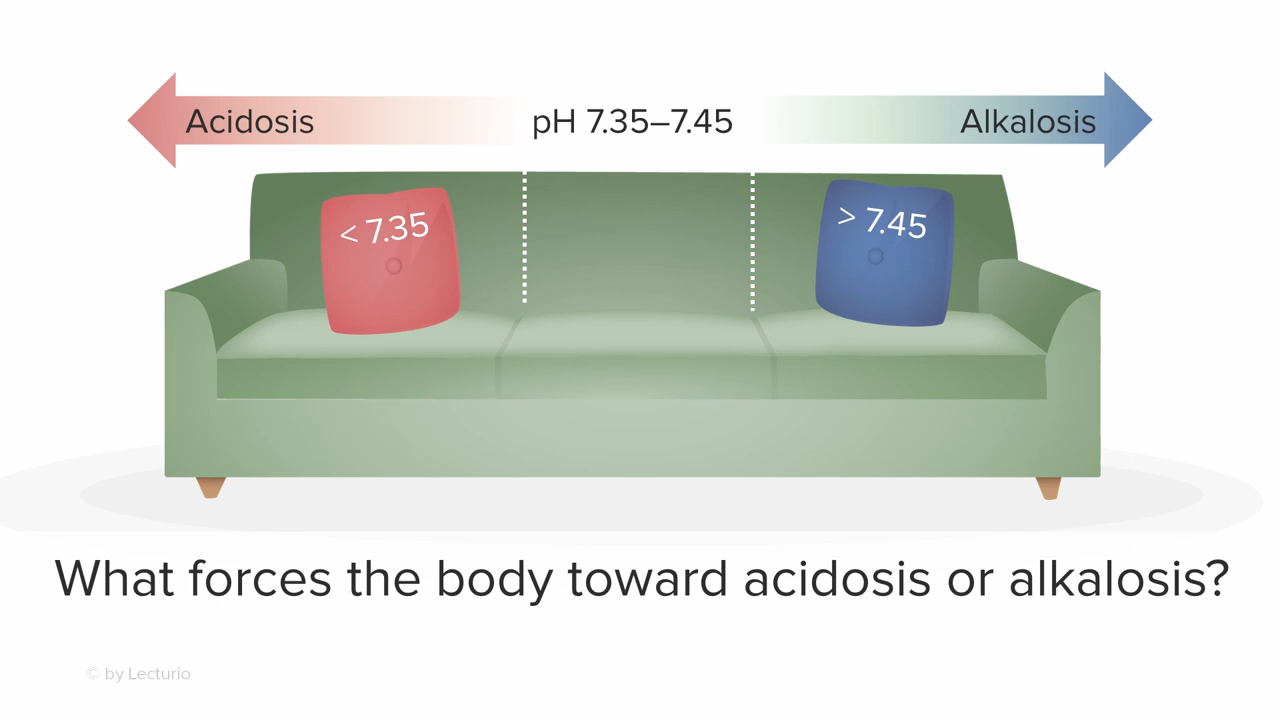 Acidosis
pH 7.35–7.45
Alkalosis
< 7.35
> 7.45
What forces the body toward acidosis or alkalosis?
© by Lecturio